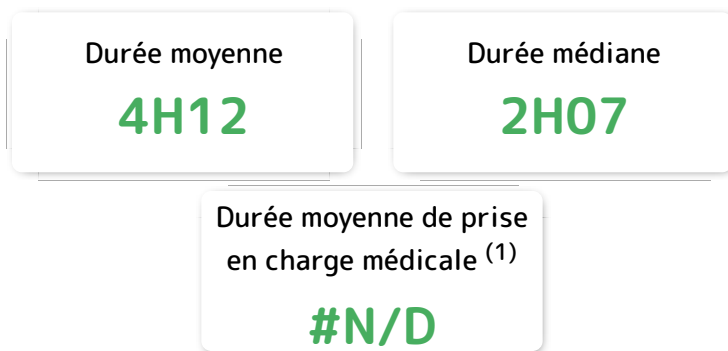 Durée moyenne
4H12
Durée médiane
2H07
Durée moyenne de prise
en charge médicale (1)
#N/D